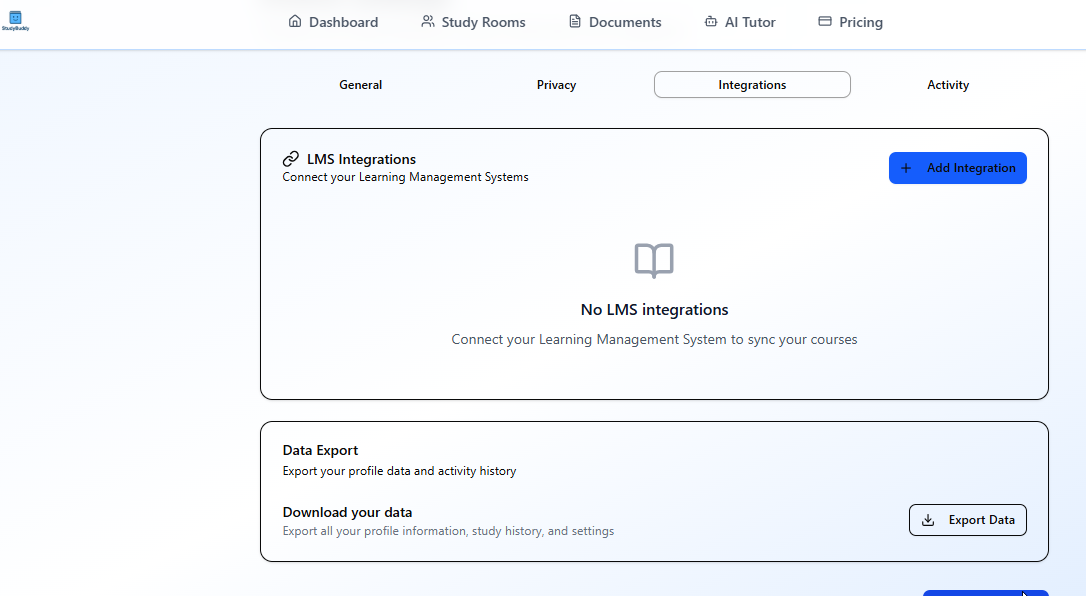 StudyBuddy
Dashboard
Study Rooms
Documents
AI Tutor
Pricing
General
Privacy
Integrations
Activity
LMS Integrations
Connect your Learning Management Systems
Add Integration
No LMS integrations
Connect your Learning Management System to sync your courses
Data Export
Export your profile data and activity history
Download your data
Export all your profile information, study history, and settings
Export Data